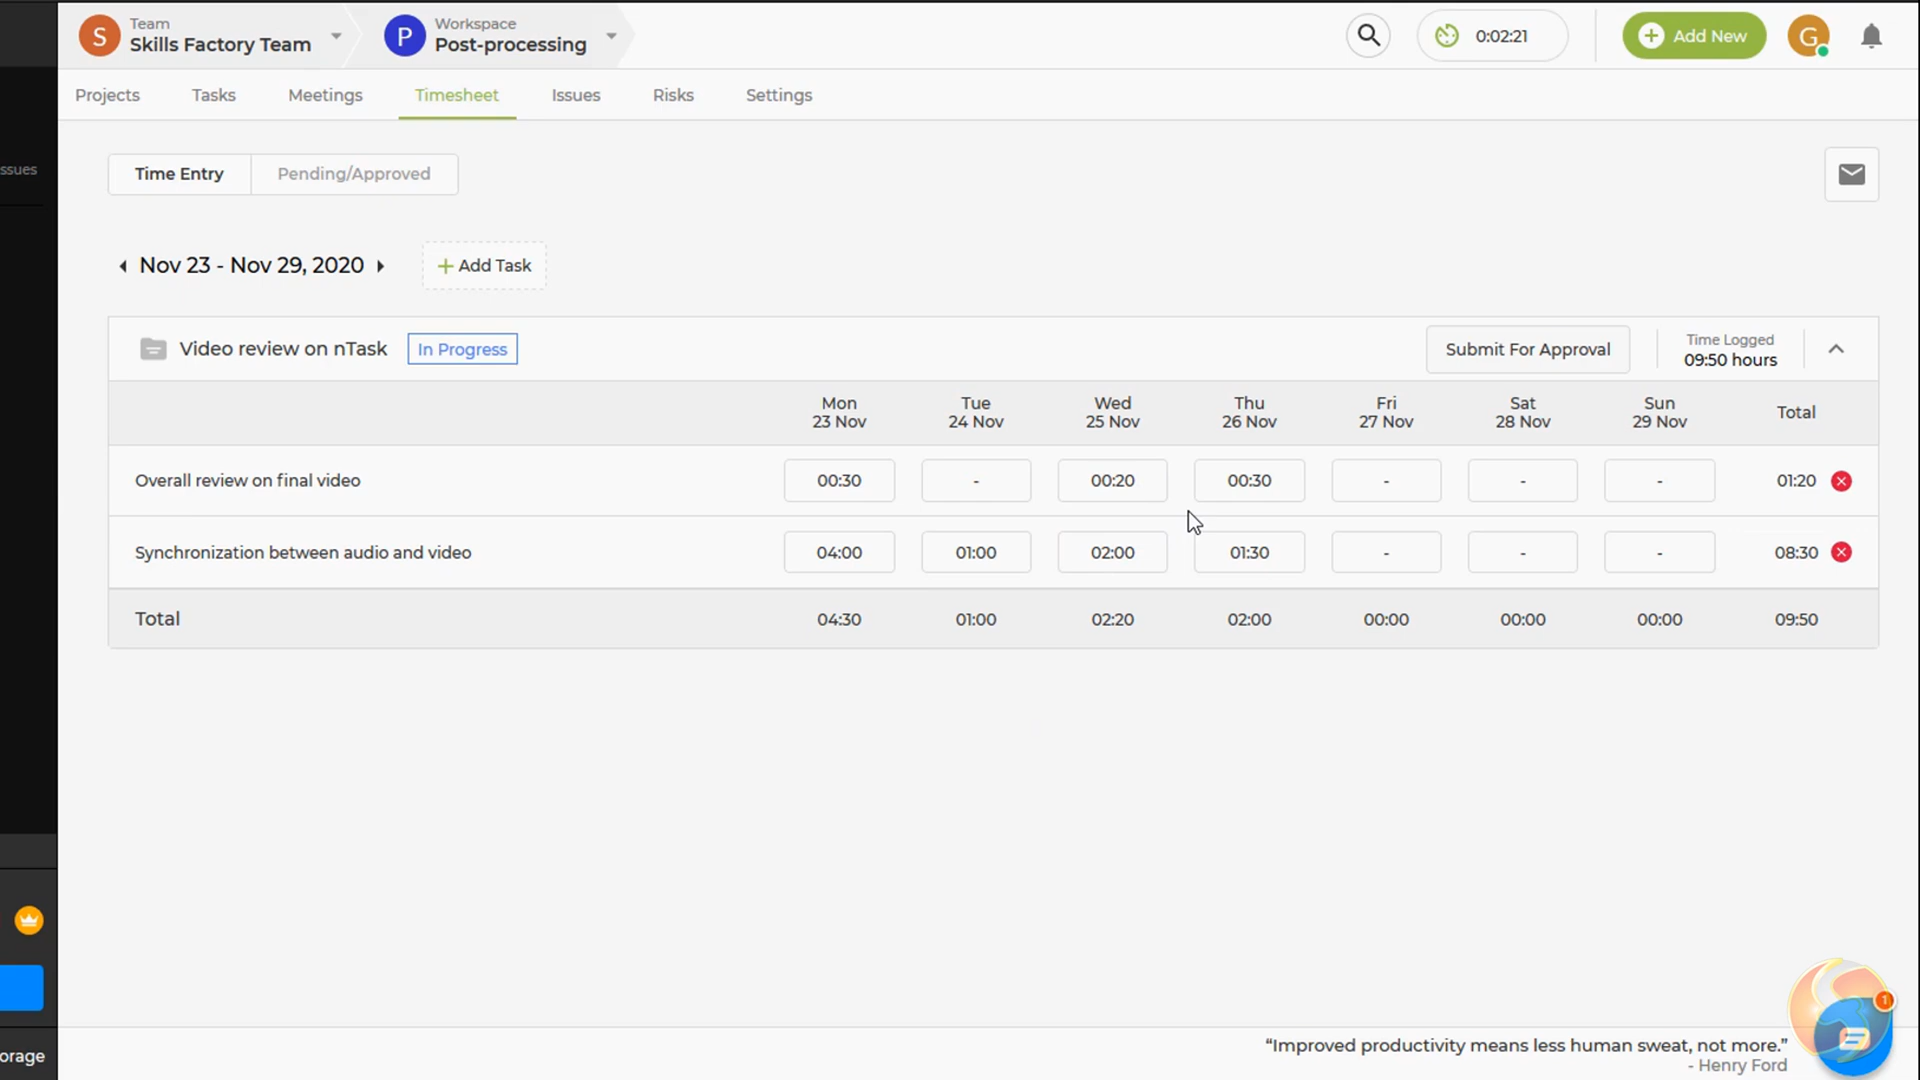 Team
Skills Factory Team
Workspace
Post-processing
0:02:21
Add New
G
S
P
Projects Tasks Meetings Timesheet Issues Risks Settings
ssues
Time Entry Pending/Approved
Nov 23 - Nov 29, 2020
+ Add Task
Video review on nTask In Progress Submit For Approval
Time Logged
09:50 hours
Mon Tue Wed Thu Fri Sat Sun
23 Nov 24 Nov 25 Nov 26 Nov 27 Nov 28 Nov 29 Nov Total
Overall review on final video 00:30 - 00:20 00:30 - - - 01:20
Synchronization between audio and video 04:00 01:00 02:00 01:30 - - - 08:30
Total 04:30 01:00 02:20 02:00 00:00 00:00 00:00 09:50
1
orage
“Improved productivity means less human sweat, not more.”
- Henry Ford